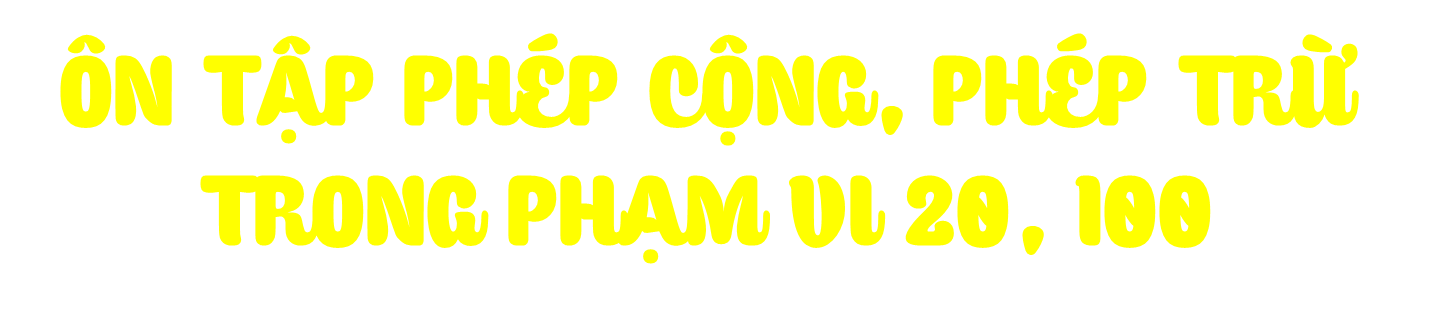 ÔN TẬP PHÉP CỘNG, PHÉP TRỪ
TRONG PHẠM VI 20, 100